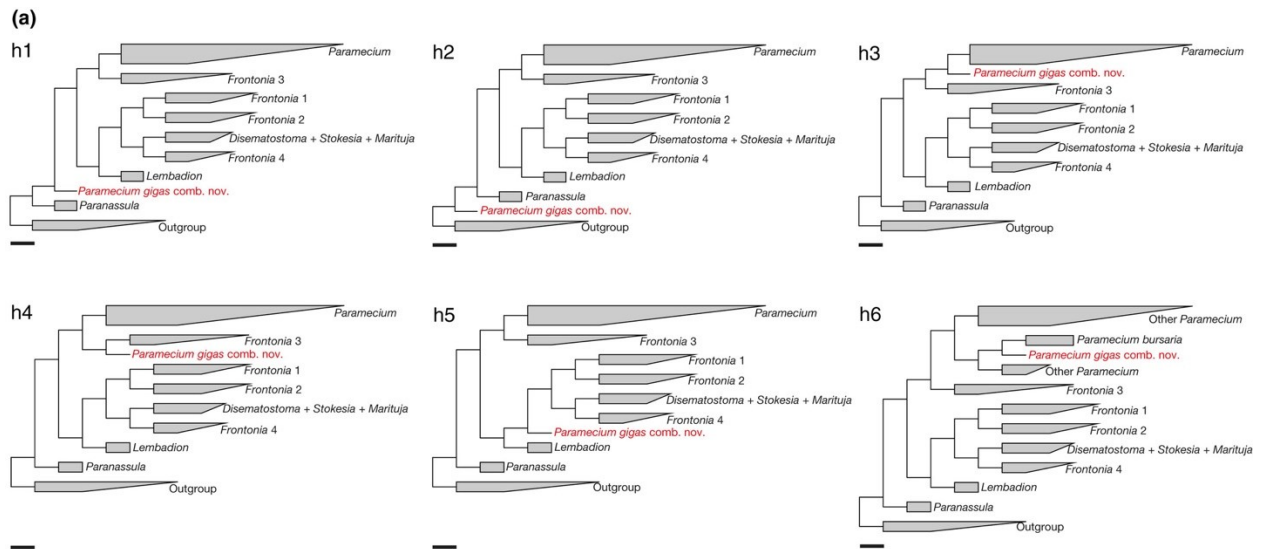 (a)
h1
Paramecium
Frontonia 3
Frontonia 1
Frontonia 2
Disematostoma + Stokesia + Marituja
Frontonia 4
Lembadion
Paramecium gigas comb. nov.
Paranassula
Outgroup
h2
Paramecium
Frontonia 3
Frontonia 1
Frontonia 2
Disematostoma + Stokesia + Marituja
Frontonia 4
Lembadion
Paranassula
Paramecium gigas comb. nov.
Outgroup
h3
Paramecium
Paramecium gigas comb. nov.
Frontonia 3
Frontonia 1
Frontonia 2
Disematostoma + Stokesia + Marituja
Frontonia 4
Lembadion
Paranassula
Outgroup
h4
Paramecium
Frontonia 3
Paramecium gigas comb. nov.
Frontonia 1
Frontonia 2
Disematostoma + Stokesia + Marituja
Frontonia 4
Lembadion
Paranassula
Outgroup
h5
Paramecium
Frontonia 3
Frontonia 1
Frontonia 2
Disematostoma + Stokesia + Marituja
Frontonia 4
Paramecium gigas comb. nov.
Lembadion
Paranassula
Outgroup
h6
Other Paramecium
Paramecium bursaria
Paramecium gigas comb. nov.
Other Paramecium
Frontonia 3
Frontonia 1
Frontonia 2
Disematostoma + Stokesia + Marituja
Frontonia 4
Lembadion
Paranassula
Outgroup